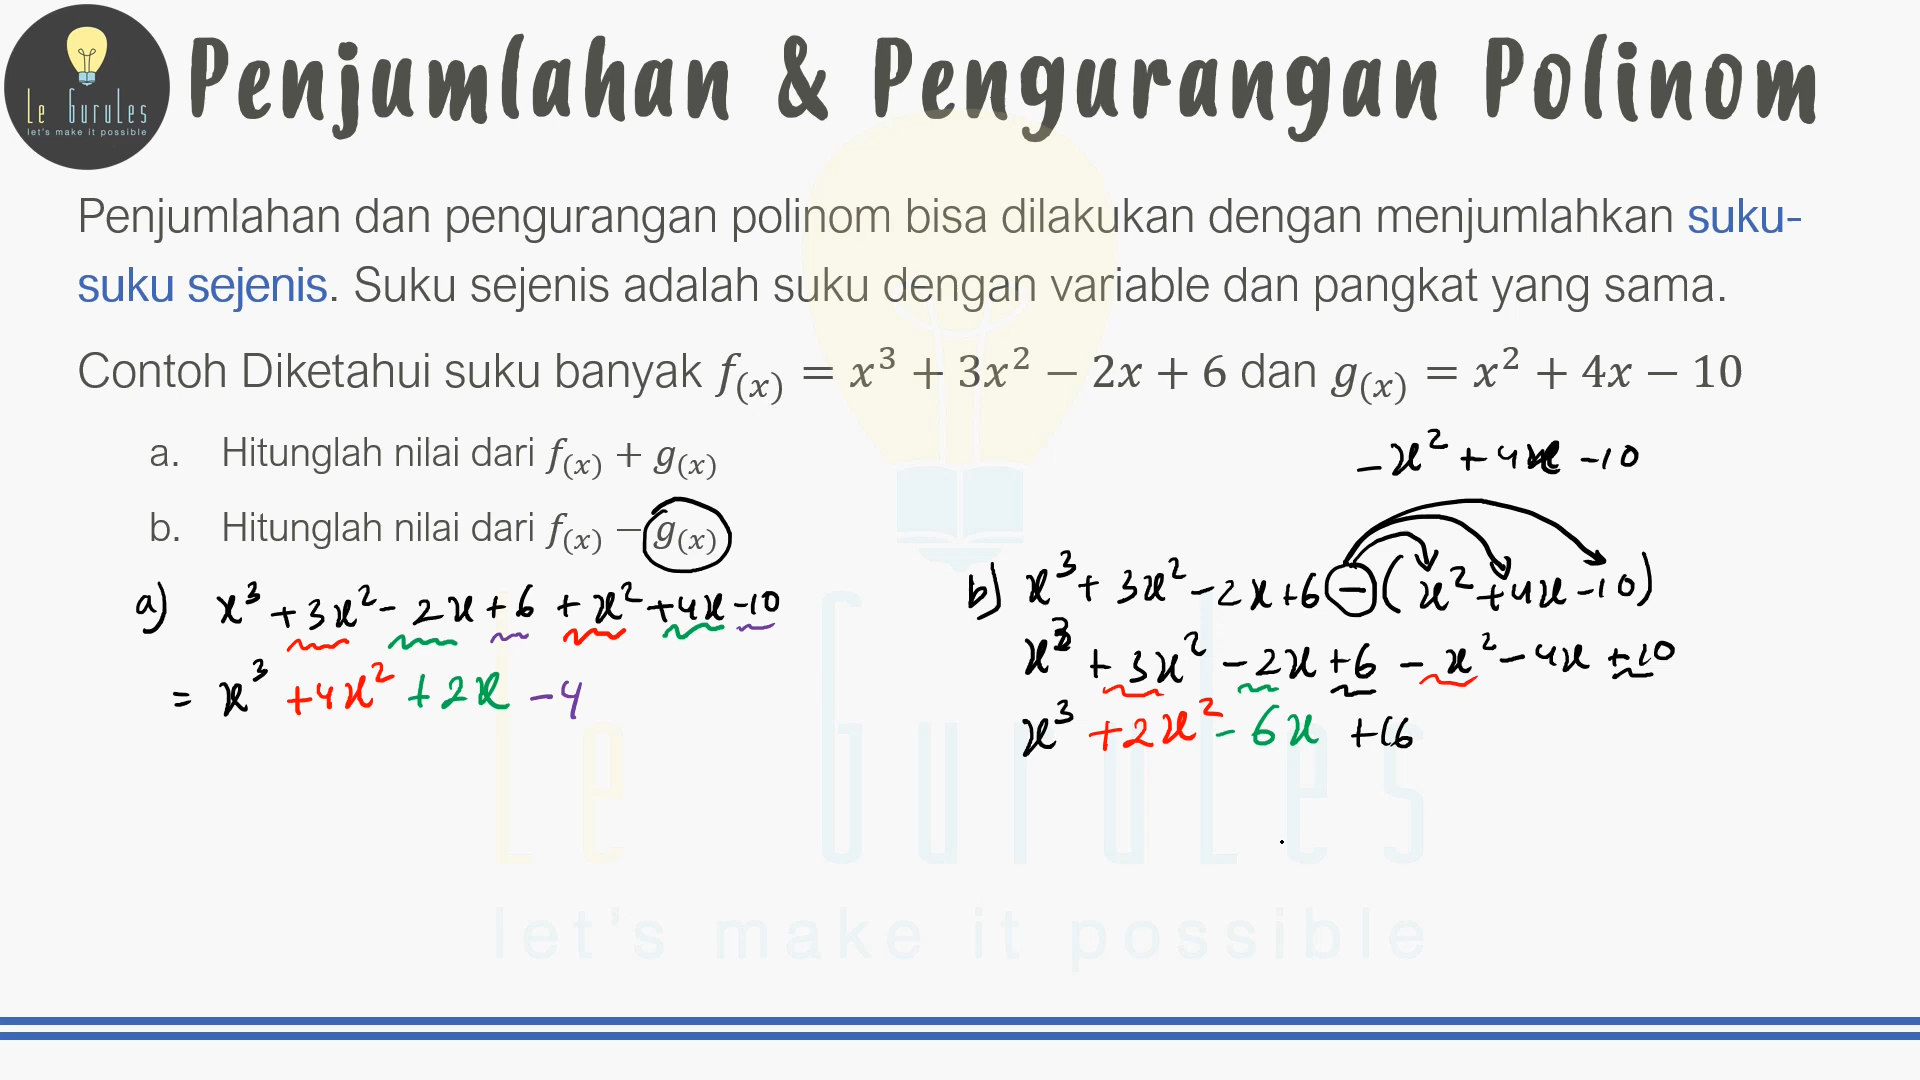 Le GuruLes
let's make it possible
Penjumlahan & Pengurangan Polinom
Penjumlahan dan pengurangan polinom bisa dilakukan dengan menjumlahkan suku-
suku sejenis. Suku sejenis adalah suku dengan variable dan pangkat yang sama.
Contoh Diketahui suku banyak f₍ₓ₎ = x³ + 3x² − 2x + 6 dan g₍ₓ₎ = x² + 4x − 10
a. Hitunglah nilai dari f₍ₓ₎ + g₍ₓ₎
−x² + 4x − 10
b. Hitunglah nilai dari f₍ₓ₎ − g₍ₓ₎
a) x³ + 3x² − 2x + 6 + x² + 4x − 10
= x³ + 4x² + 2x − 4
b) x³ + 3x² − 2x + 6 − (x² + 4x − 10)
x³ + 3x² − 2x + 6 − x² − 4x + 10
x³ + 2x² − 6x + 16
Le GuruLes
let's make it possible